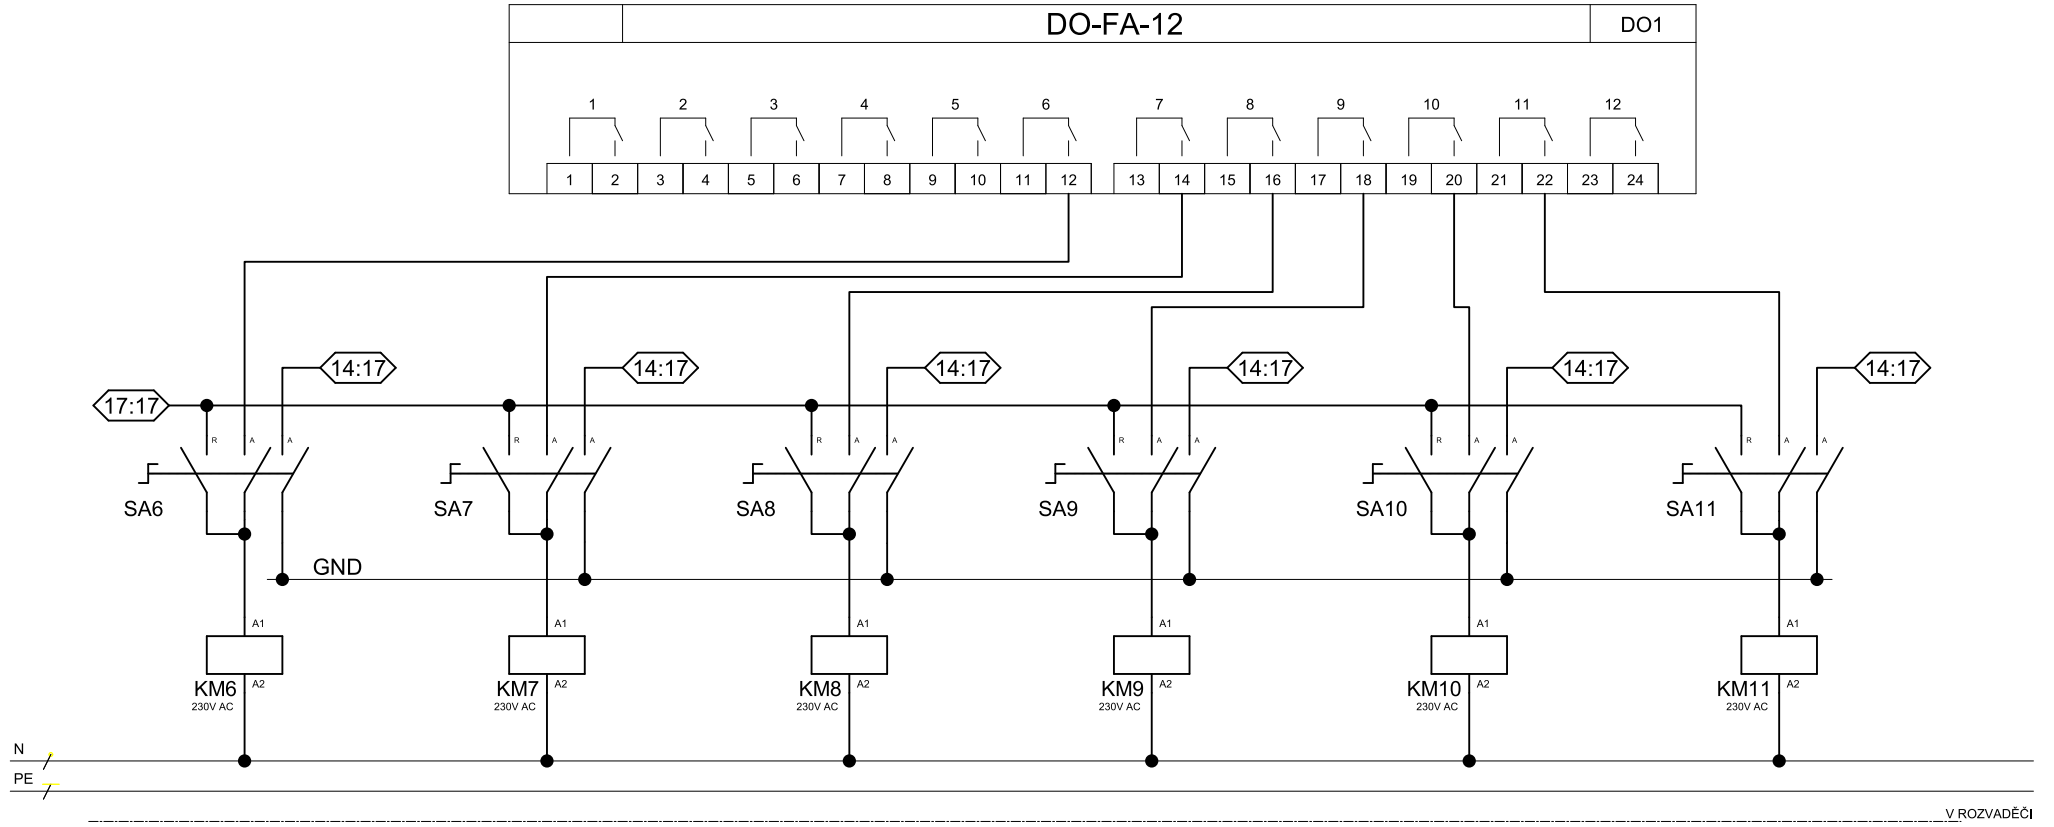 DO-FA-12 DO1
1 2 3 4 5 6 7 8 9 10 11 12
1 2 3 4 5 6 7 8 9 10 11 12 13 14 15 16 17 18 19 20 21 22 23 24
14:17 14:17 14:17 14:17 14:17 14:17
17:17
R A A R A A R A A R A A R A A R A A
SA6 SA7 SA8 SA9 SA10 SA11
GND
A1 A1 A1 A1 A1 A1
KM6 A2 KM7 A2 KM8 A2 KM9 A2 KM10 A2 KM11 A2
230V AC 230V AC 230V AC 230V AC 230V AC 230V AC
N
PE
V ROZVADĚČI